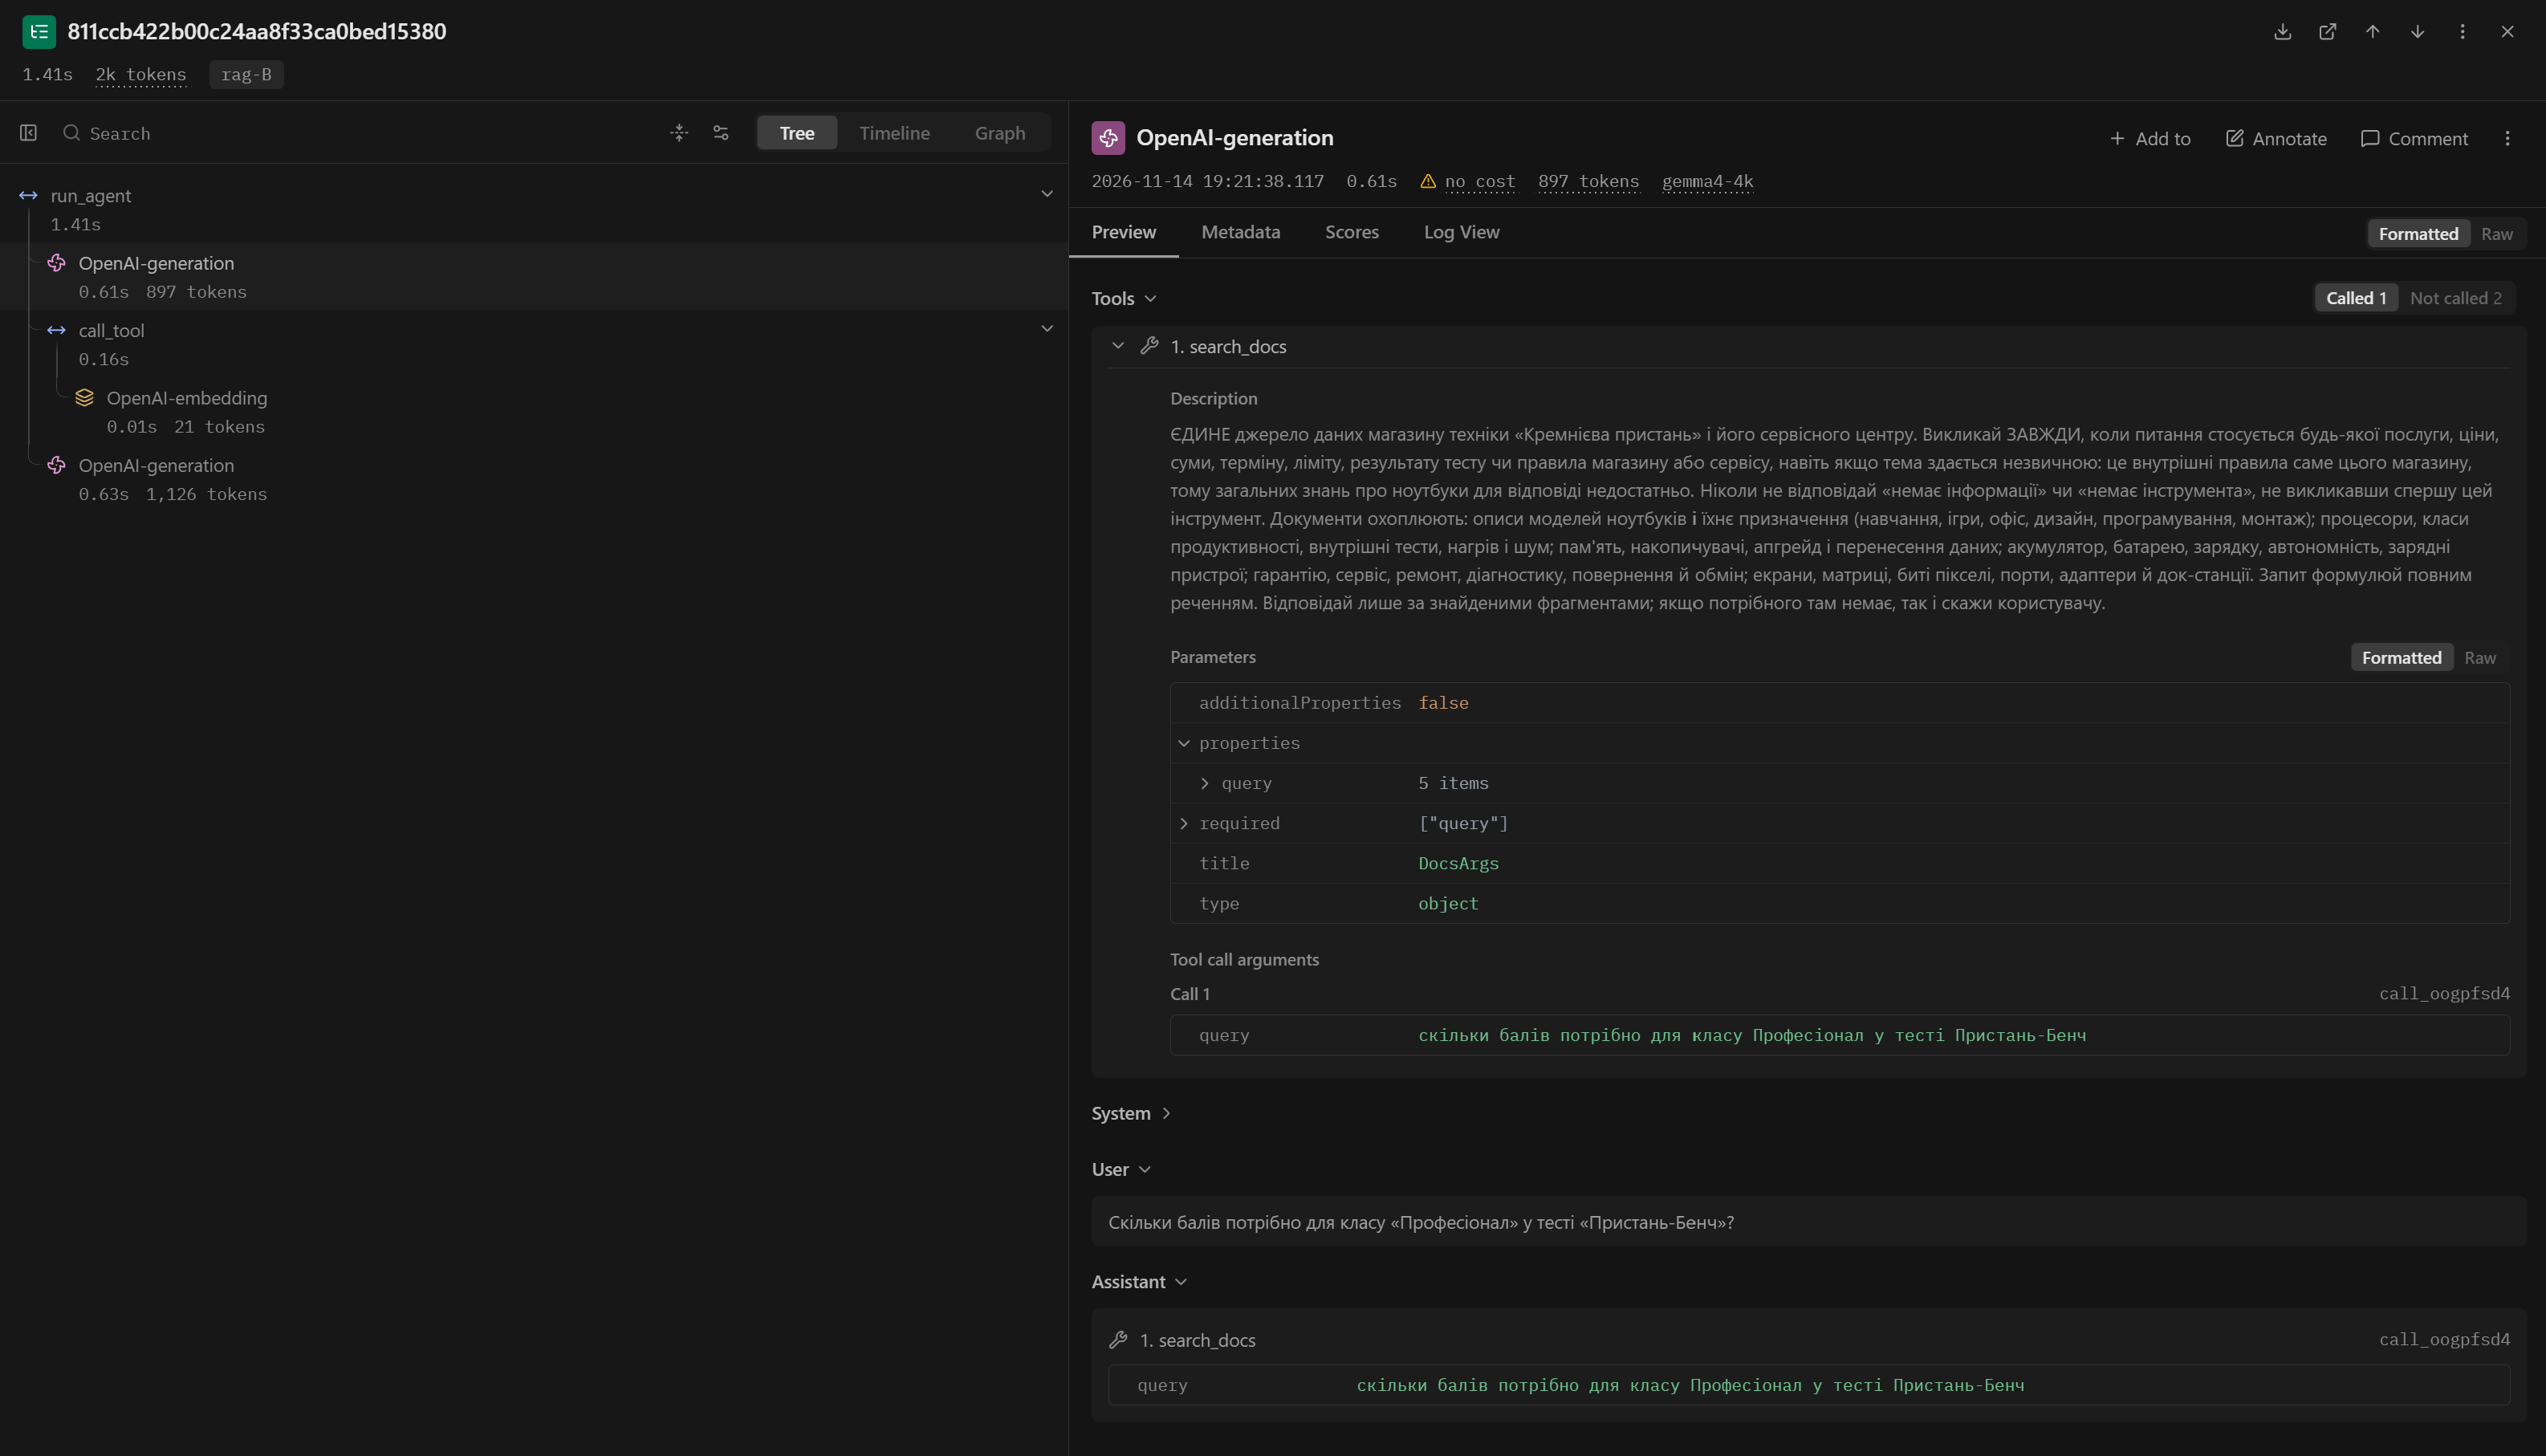 811ccb422b00c24aa8f33ca0bed15380
1.41s 2k tokens rag-B
Search
Tree Timeline Graph
run_agent
1.41s
OpenAI-generation
0.61s 897 tokens
call_tool
0.16s
OpenAI-embedding
0.01s 21 tokens
OpenAI-generation
0.63s 1,126 tokens
OpenAI-generation
Add to Annotate Comment
2026-11-14 19:21:38.117 0.61s no cost 897 tokens gemma4-4k
Preview Metadata Scores Log View
Formatted Raw
Tools
Called 1 Not called 2
1. search_docs
Description
ЄДИНЕ джерело даних магазину техніки «Кремнієва пристань» і його сервісного центру. Викликай ЗАВЖДИ, коли питання стосується будь-якої послуги, ціни,
суми, терміну, ліміту, результату тесту чи правила магазину або сервісу, навіть якщо тема здається незвичною: це внутрішні правила саме цього магазину,
тому загальних знань про ноутбуки для відповіді недостатньо. Ніколи не відповідай «немає інформації» чи «немає інструмента», не викликавши спершу цей
інструмент. Документи охоплюють: описи моделей ноутбуків і їхнє призначення (навчання, ігри, офіс, дизайн, програмування, монтаж); процесори, класи
продуктивності, внутрішні тести, нагрів і шум; пам'ять, накопичувачі, апгрейд і перенесення даних; акумулятор, батарею, зарядку, автономність, зарядні
пристрої; гарантію, сервіс, ремонт, діагностику, повернення й обмін; екрани, матриці, биті пікселі, порти, адаптери й док-станції. Запит формулюй повним
реченням. Відповідай лише за знайденими фрагментами; якщо потрібного там немає, так і скажи користувачу.
Parameters
Formatted Raw
additionalProperties false
properties
query 5 items
required ["query"]
title DocsArgs
type object
Tool call arguments
Call 1 call_oogpfsd4
query скільки балів потрібно для класу Професіонал у тесті Пристань-Бенч
System
User
Скільки балів потрібно для класу «Професіонал» у тесті «Пристань-Бенч»?
Assistant
1. search_docs call_oogpfsd4
query скільки балів потрібно для класу Професіонал у тесті Пристань-Бенч